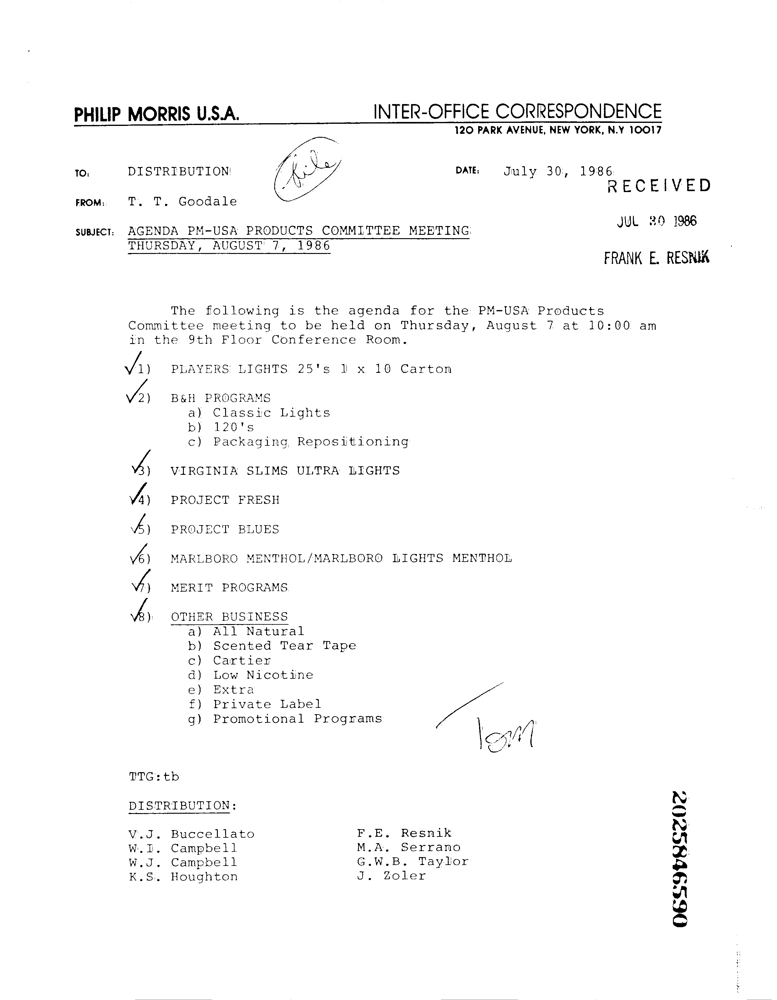 PHILIP MORRIS U.S.A. INTER-OFFICE CORRESPONDENCE
120 PARK AVENUE, NEW YORK, N.Y 10017
TO: DISTRIBUTION file DATE: July 30, 1986
RECEIVED
FROM: T. T. Goodale
JUL 30 1986
SUBJECT: AGENDA PM-USA PRODUCTS COMMITTEE MEETING
THURSDAY, AUGUST 7, 1986
FRANK E. RESNIK
The following is the agenda for the PM-USA Products
Committee meeting to be held on Thursday, August 7 at 10:00 am
in the 9th Floor Conference Room.
✓1) PLAYERS LIGHTS 25's 1 x 10 Carton
✓2) B&H PROGRAMS
a) Classic Lights
b) 120's
c) Packaging Repositioning
✓3) VIRGINIA SLIMS ULTRA LIGHTS
✓4) PROJECT FRESH
✓5) PROJECT BLUES
✓6) MARLBORO MENTHOL/MARLBORO LIGHTS MENTHOL
✓7) MERIT PROGRAMS
✓8) OTHER BUSINESS
a) All Natural
b) Scented Tear Tape
c) Cartier
d) Low Nicotine
e) Extra
f) Private Label
g) Promotional Programs
Tom
TTG:tb
DISTRIBUTION:
V.J. Buccellato F.E. Resnik
W.I. Campbell M.A. Serrano
W.J. Campbell G.W.B. Taylor
K.S. Houghton J. Zoler
2025846590